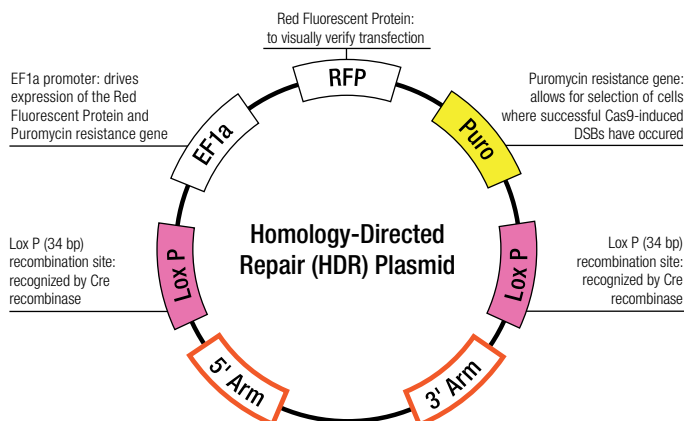 Red Fluorescent Protein:
to visually verify transfection
EF1a promoter: drives
expression of the Red
Fluorescent Protein and
Puromycin resistance gene
RFP
Puromycin resistance gene:
allows for selection of cells
where successful Cas9-induced
DSBs have occured
EF1a
Puro
Homology-Directed
Repair (HDR) Plasmid
Lox P (34 bp)
recombination site:
recognized by Cre
recombinase
Lox P
Lox P
Lox P (34 bp)
recombination site:
recognized by Cre
recombinase
5' Arm
3' Arm